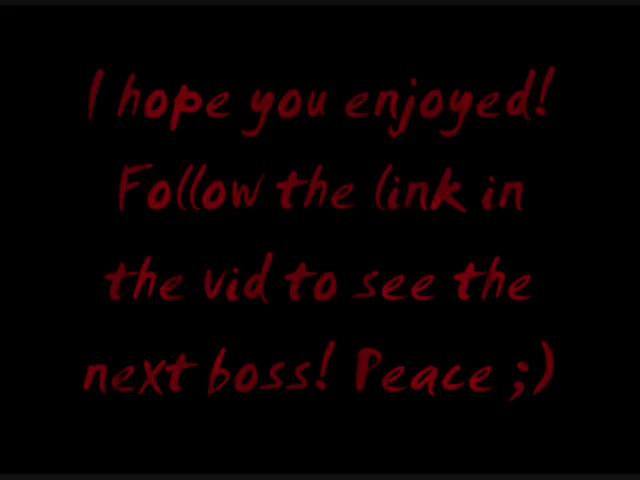 I hope you enjoyed!
Follow the link in
the vid to see the
next boss! Peace ;)